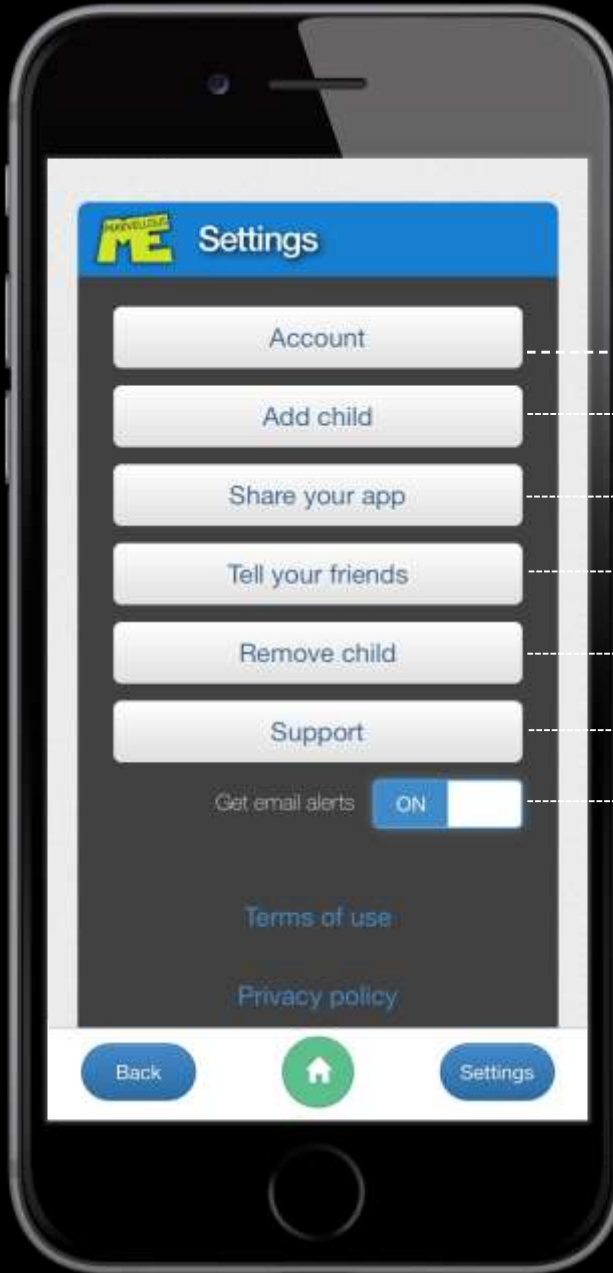 MARVELLOUS
ME
Settings
Account
Add child
Share your app
Tell your friends
Remove child
Support
Get email alerts ON
Terms of use
Privacy policy
Back
Settings